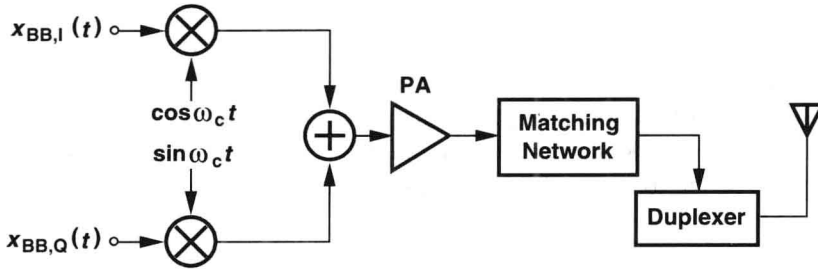 x_BB,I (t)
cos ω_c t
sin ω_c t
x_BB,Q (t)
PA
Matching
Network
Duplexer